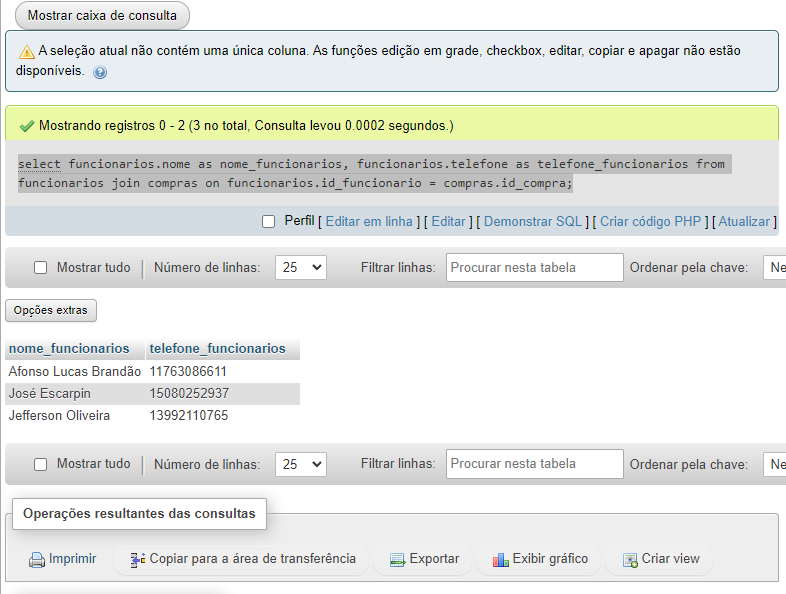 Mostrar caixa de consulta
A seleção atual não contém uma única coluna. As funções edição em grade, checkbox, editar, copiar e apagar não estão
disponíveis.
Mostrando registros 0 - 2 (3 no total, Consulta levou 0.0002 segundos.)
select funcionarios.nome as nome_funcionarios, funcionarios.telefone as telefone_funcionarios from
funcionarios join compras on funcionarios.id_funcionario = compras.id_compra;
Perfil [ Editar em linha ] [ Editar ] [ Demonstrar SQL ] [ Criar código PHP ] [ Atualizar ]
Mostrar tudo | Número de linhas: 25 Filtrar linhas: Procurar nesta tabela Ordenar pela chave: Ne
Opções extras
nome_funcionarios telefone_funcionarios
Afonso Lucas Brandão 11763086611
José Escarpin 15080252937
Jefferson Oliveira 13992110765
Mostrar tudo | Número de linhas: 25 Filtrar linhas: Procurar nesta tabela Ordenar pela chave: Ne
Operações resultantes das consultas
Imprimir Copiar para a área de transferência Exportar Exibir gráfico Criar view